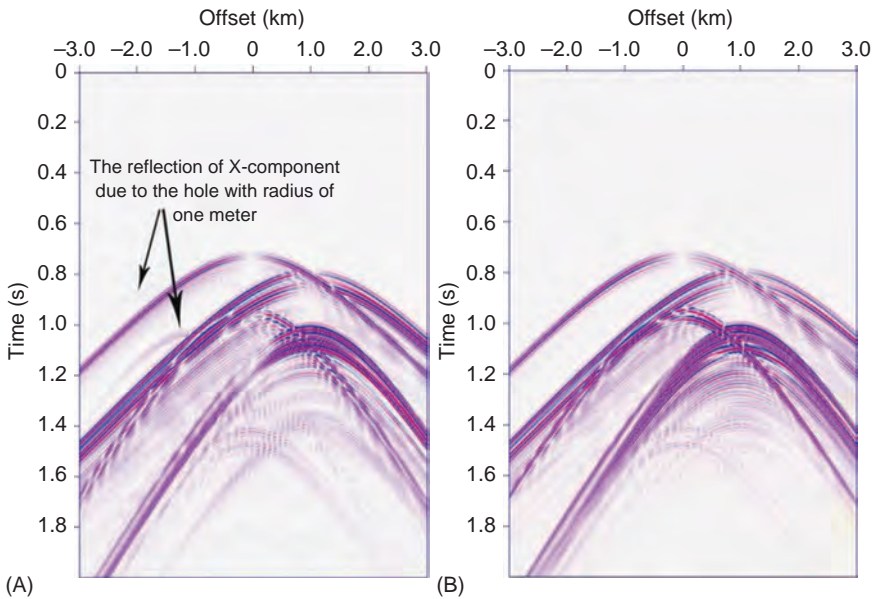 Offset (km)
–3.0 –2.0 –1.0 0 1.0 2.0 3.0
0
0.2
0.4
0.6
0.8
1.0
1.2
1.4
1.6
1.8
Time (s)
The reflection of X-component
due to the hole with radius of
one meter
(A)
Offset (km)
–3.0 –2.0 –1.0 0 1.0 2.0 3.0
0
0.2
0.4
0.6
0.8
1.0
1.2
1.4
1.6
1.8
Time (s)
(B)